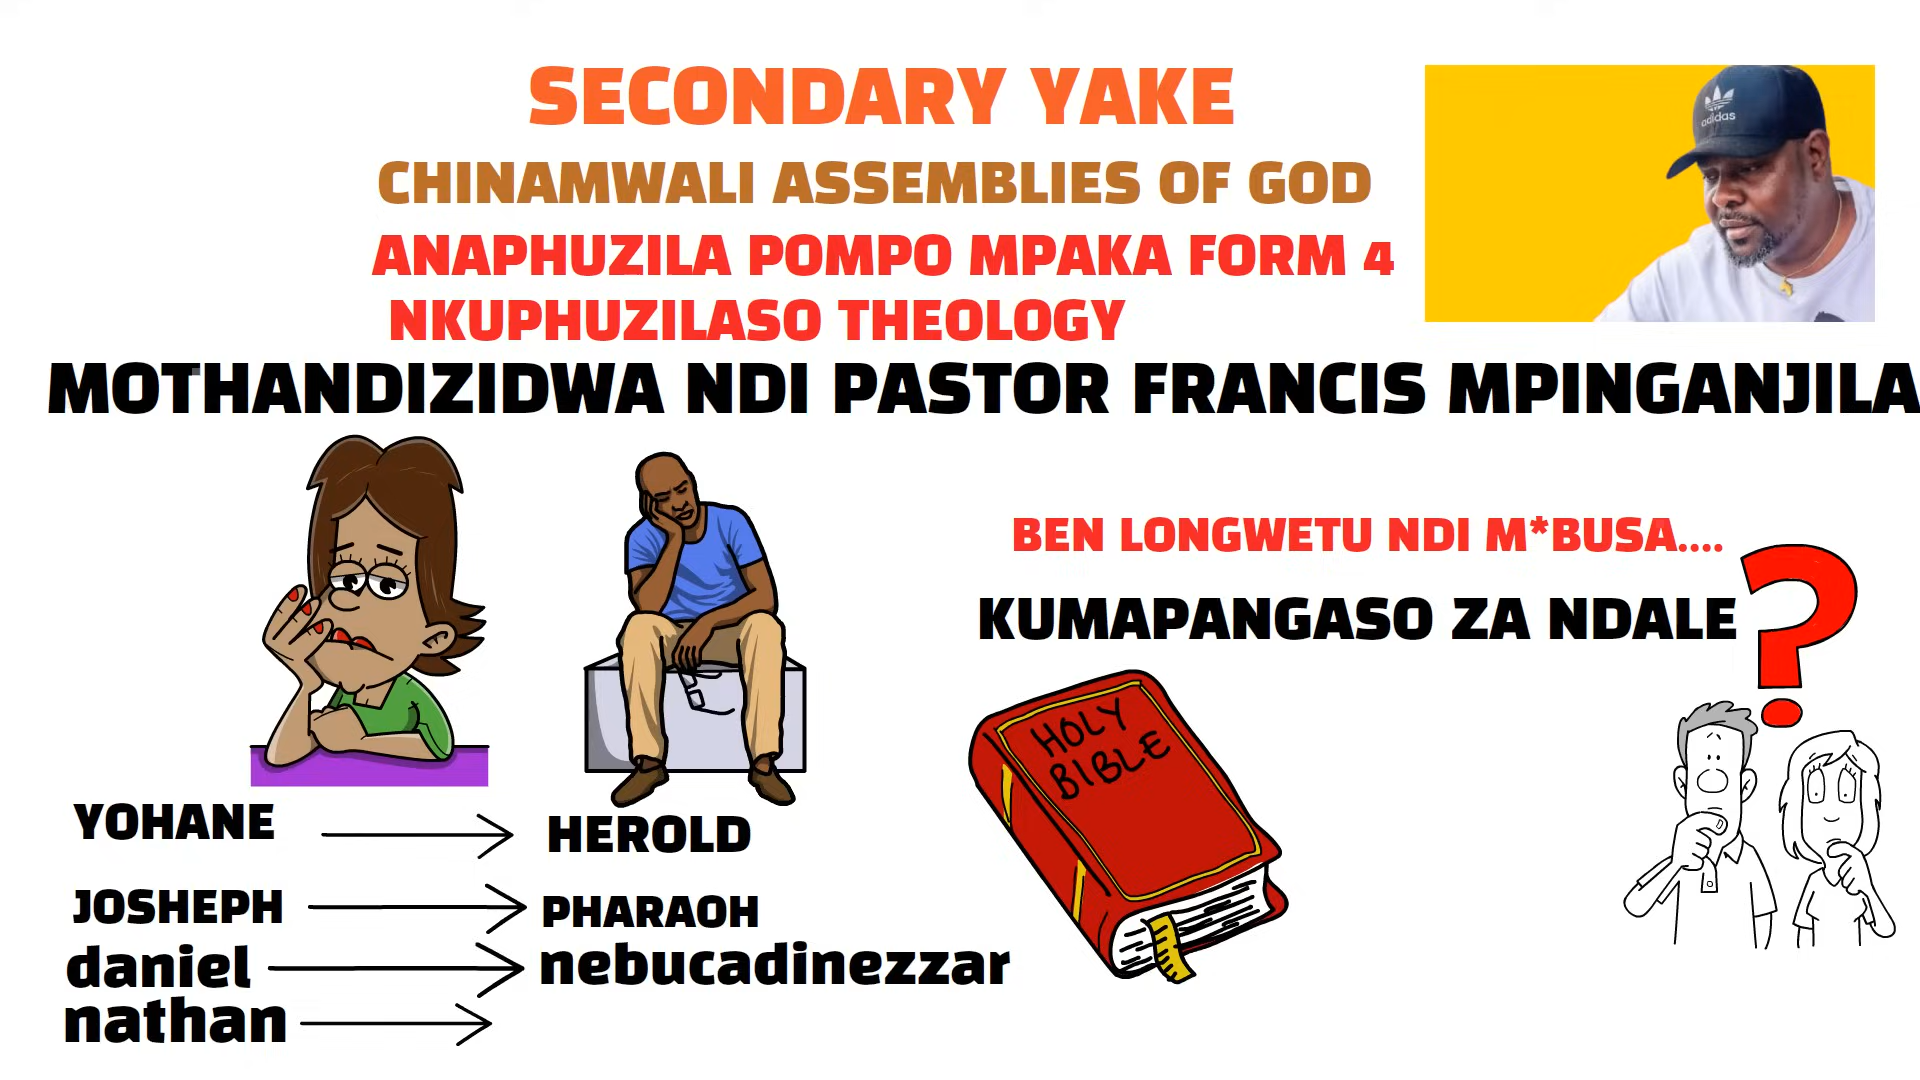 SECONDARY YAKE
CHINAMWALI ASSEMBLIES OF GOD
ANAPHUZILA POMPO MPAKA FORM 4
NKUPHUZILASO THEOLOGY
MOTHANDIZIDWA NDI PASTOR FRANCIS MPINGANJILA
adidas
BEN LONGWETU NDI M*BUSA....
KUMAPANGASO ZA NDALE
?
HOLY
BIBLE
YOHANE HEROLD
JOSHEPH PHARAOH
daniel nebucadinezzar
nathan